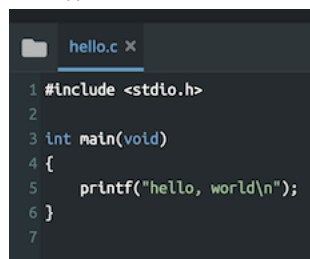 hello.c ×
1 #include <stdio.h>
2
3 int main(void)
4 {
5     printf("hello, world\n");
6 }
7